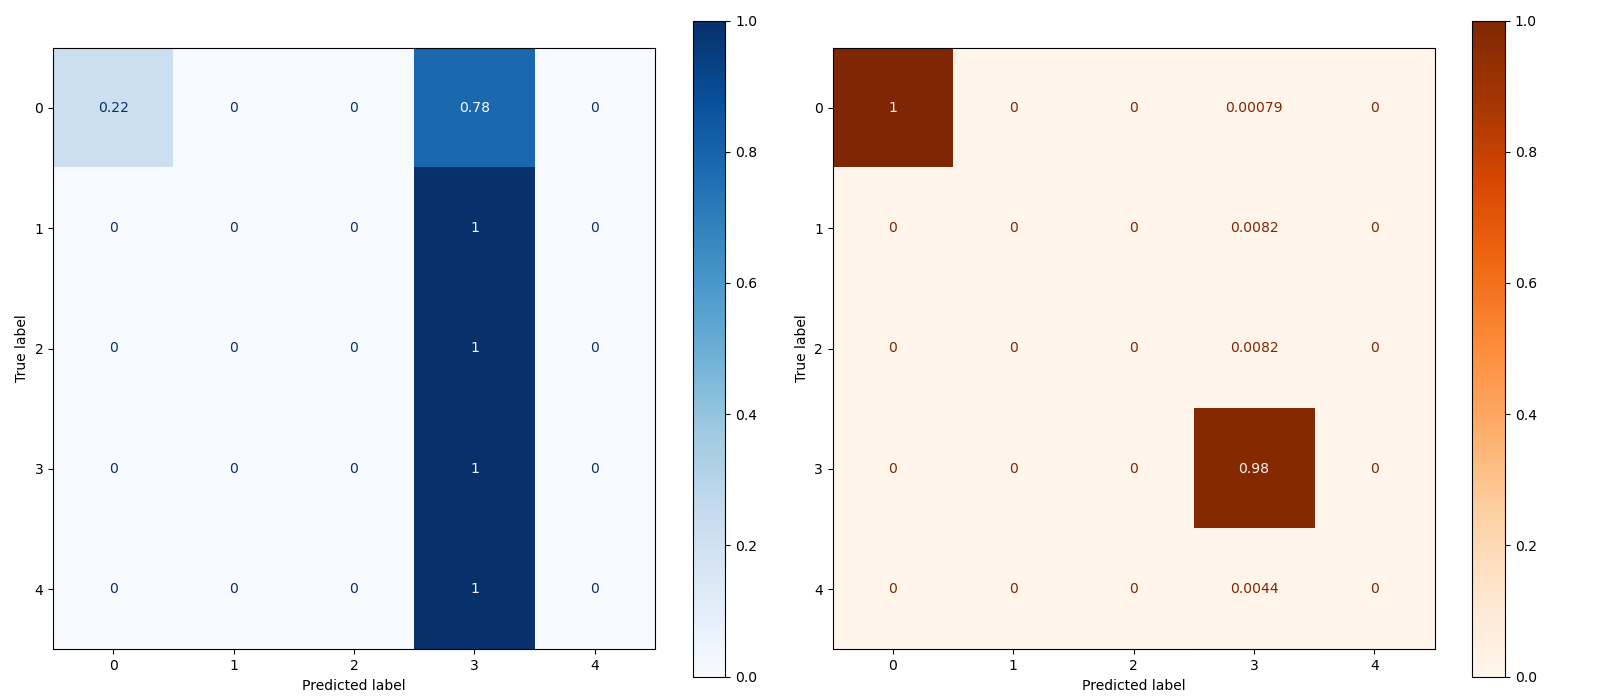 1.0
0 0.22 0 0 0.78 0
0.8
1 0 0 0 1 0
0.6
True label
2 0 0 0 1 0
0.4
3 0 0 0 1 0
0.2
4 0 0 0 1 0
0 1 2 3 4
0.0
Predicted label
1.0
0 1 0 0 0.00079 0
0.8
1 0 0 0 0.0082 0
0.6
True label
2 0 0 0 0.0082 0
0.4
3 0 0 0 0.98 0
0.2
4 0 0 0 0.0044 0
0 1 2 3 4
0.0
Predicted label